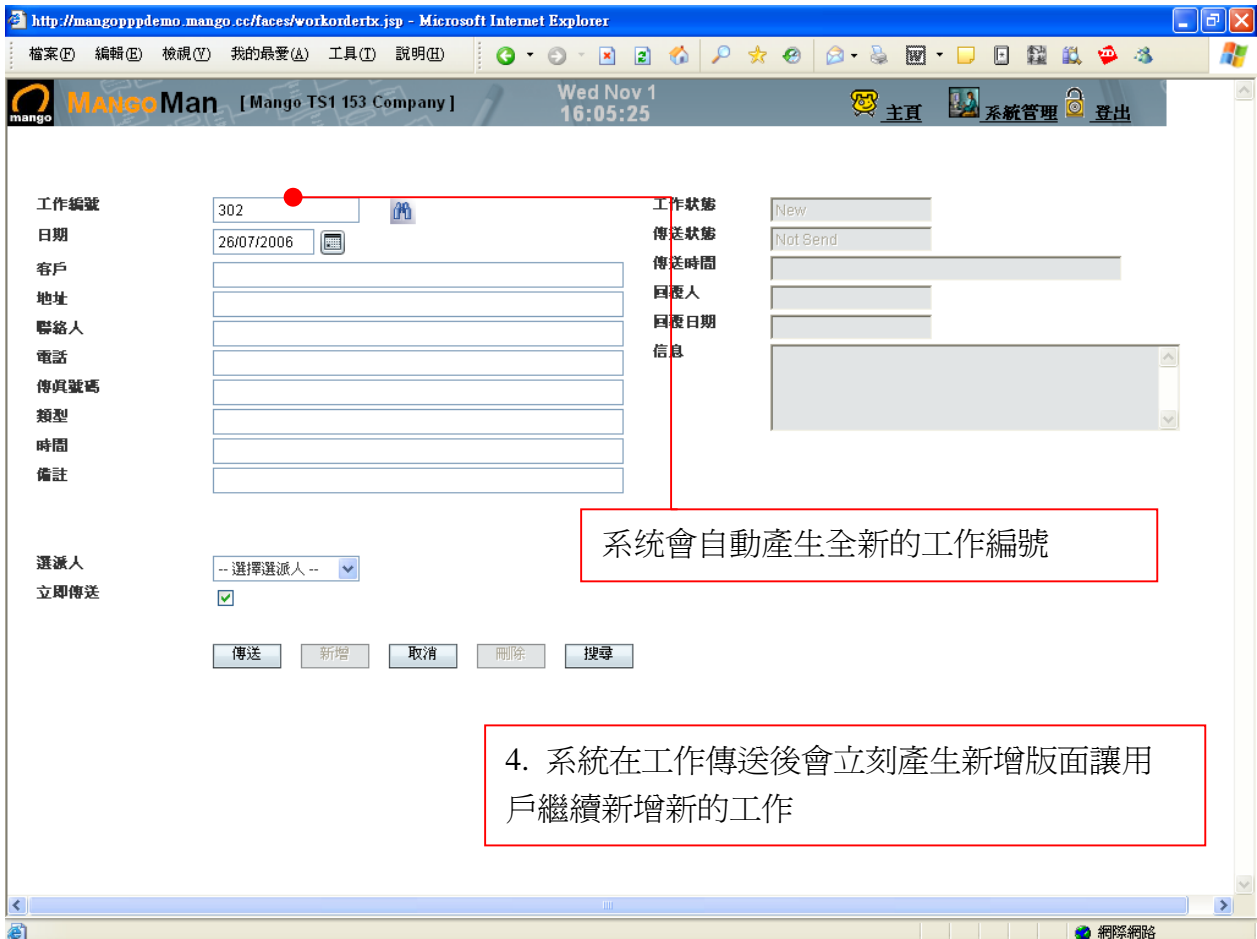 http://mangopppdemo.mango.cc/faces/workordertx.jsp - Microsoft Internet Explorer
檔案(F) 編輯(E) 檢視(V) 我的最愛(A) 工具(T) 說明(H)
mango MANGOMan [ Mango TS1 153 Company ] Wed Nov 1 主頁 系統管理 登出
16:05:25
工作編號 302 工作狀態 New
日期 26/07/2006 傳送狀態 Not Send
客戶 傳送時間
地址 回覆人
聯絡人 回覆日期
電話 信息
傳真號碼
類型
時間
備註
系统會自動產生全新的工作編號
選派人 -- 選擇選派人 --
立即傳送
傳送 新增 取消 刪除 搜尋
4. 系統在工作傳送後會立刻產生新增版面讓用
戶繼續新增新的工作
網際網路